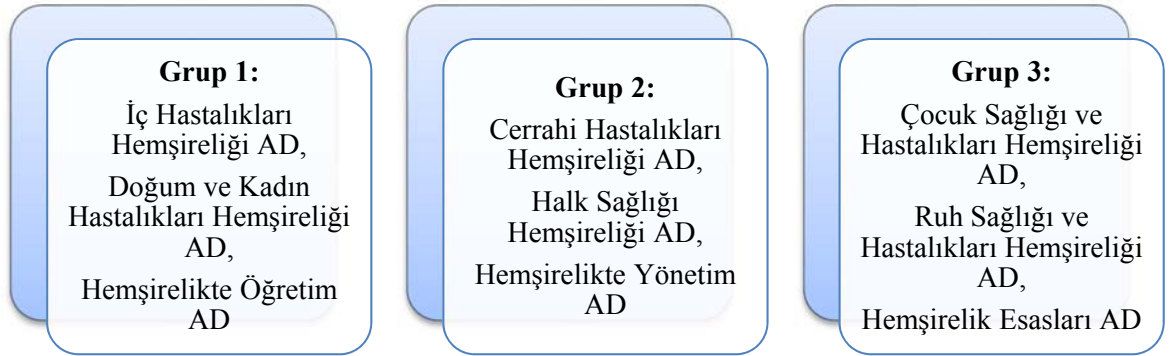 Grup 1:
İç Hastalıkları
Hemşireliği AD,
Doğum ve Kadın
Hastalıkları Hemşireliği
AD,
Hemşirelikte Öğretim
AD
Grup 2:
Cerrahi Hastalıkları
Hemşireliği AD,
Halk Sağlığı
Hemşireliği AD,
Hemşirelikte Yönetim
AD
Grup 3:
Çocuk Sağlığı ve
Hastalıkları Hemşireliği
AD,
Ruh Sağlığı ve
Hastalıkları Hemşireliği
AD,
Hemşirelik Esasları AD